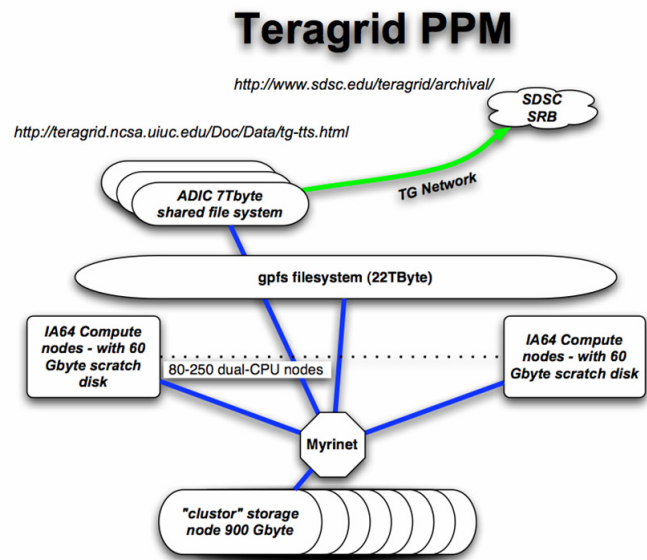 Teragrid PPM
http://www.sdsc.edu/teragrid/archival/
SDSC
SRB
http://teragrid.ncsa.uiuc.edu/Doc/Data/tg-tts.html
TG Network
ADIC 7Tbyte
shared file system
gpfs filesystem (22TByte)
IA64 Compute
nodes - with 60
Gbyte scratch
disk
80-250 dual-CPU nodes
IA64 Compute
nodes - with 60
Gbyte scratch disk
Myrinet
"clustor" storage
node 900 Gbyte